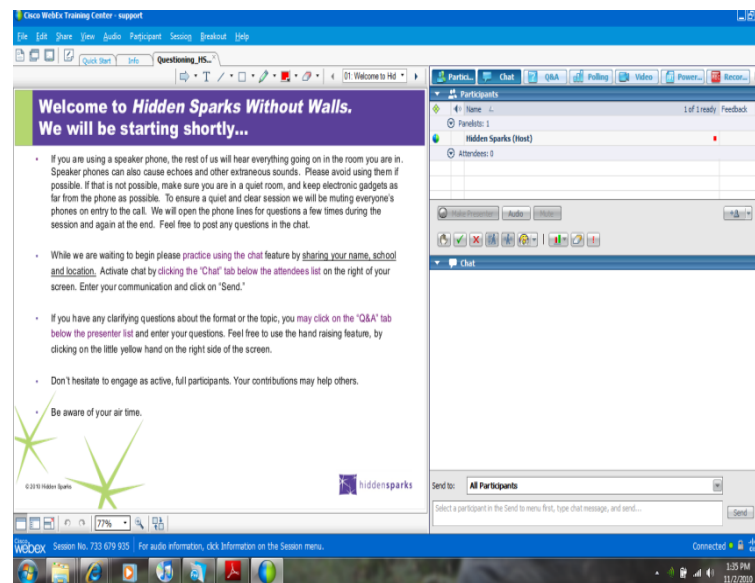 Cisco WebEx Training Center - support
File Edit Share View Audio Participant Session Breakout Help
Quick Start Info Questioning_HS...
01: Welcome to Hid
Welcome to Hidden Sparks Without Walls.
We will be starting shortly...
If you are using a speaker phone, the rest of us will hear everything going on in the room you are in.
Speaker phones can also cause echoes and other extraneous sounds. Please avoid using them if
possible. If that is not possible, make sure you are in a quiet room, and keep electronic gadgets as
far from the phone as possible. To ensure a quiet and clear session we will be muting everyone's
phones on entry to the call. We will open the phone lines for questions a few times during the
session and again at the end. Feel free to post any questions in the chat.
While we are waiting to begin please practice using the chat feature by sharing your name, school
and location. Activate chat by clicking the "Chat" tab below the attendees list on the right of your
screen. Enter your communication and click on "Send."
If you have any clarifying questions about the format or the topic, you may click on the "Q&A" tab
below the presenter list and enter your questions. Feel free to use the hand raising feature, by
clicking on the little yellow hand on the right side of the screen.
Don't hesitate to engage as active, full participants. Your contributions may help others.
Be aware of your air time.
©2010 Hidden Sparks
hiddensparks
77%
Partici... Chat Q&A Polling Video Power... Recor...
Participants
Name 1 of 1 ready Feedback
Panelists: 1
Hidden Sparks (Host)
Attendees: 0
Make Presenter Audio Mute
Chat
Send to: All Participants
Select a participant in the Send to menu first, type chat message, and send...
Send
Cisco webex Session No. 733 679 935 For audio information, click Information on the Session menu.
Connected
1:35 PM